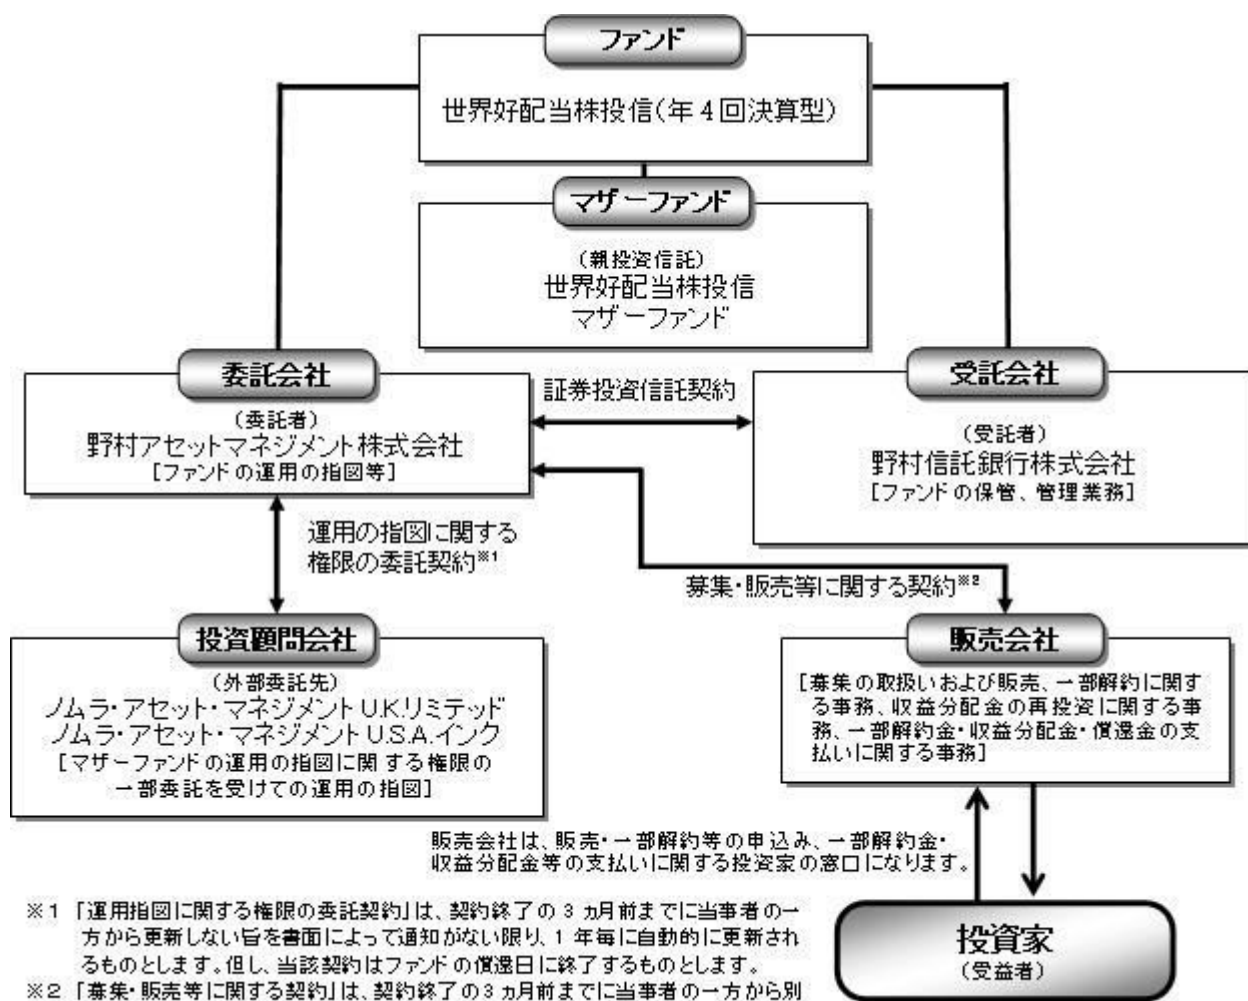 ファンド
世界好配当株投信(年4回決算型)
マザーファンド
(親投資信託)
世界好配当株投信
マザーファンド
委託会社
(委託者)
野村アセットマネジメント株式会社
[ファンドの運用の指図等]
証券投資信託契約
受託会社
(受託者)
野村信託銀行株式会社
[ファンドの保管、管理業務]
運用の指図に関する
権限の委託契約※1
募集・販売等に関する契約※2
投資顧問会社
(外部委託先)
ノムラ・アセット・マネジメントU.K.リミテッド
ノムラ・アセット・マネジメントU.S.A.インク
[マザーファンドの運用の指図に関する権限の
一部委託を受けての運用の指図]
販売会社
[募集の取扱いおよび販売、一部解約に関す
る事務、収益分配金の再投資に関する事
務、一部解約金・収益分配金・償還金の支
払いに関する事務]
販売会社は、販売・一部解約等の申込み、一部解約金・
収益分配金等の支払いに関する投資家の窓口になります。
投資家
(受益者)
※1 「運用指図に関する権限の委託契約」は、契約終了の3ヵ月前までに当事者の一
方から更新しない旨を書面によって通知がない限り、1年毎に自動的に更新され
るものとします。但し、当該契約はファンドの償還日に終了するものとします。
※2 「募集・販売等に関する契約」は、契約終了の3ヵ月前までに当事者の一方から別